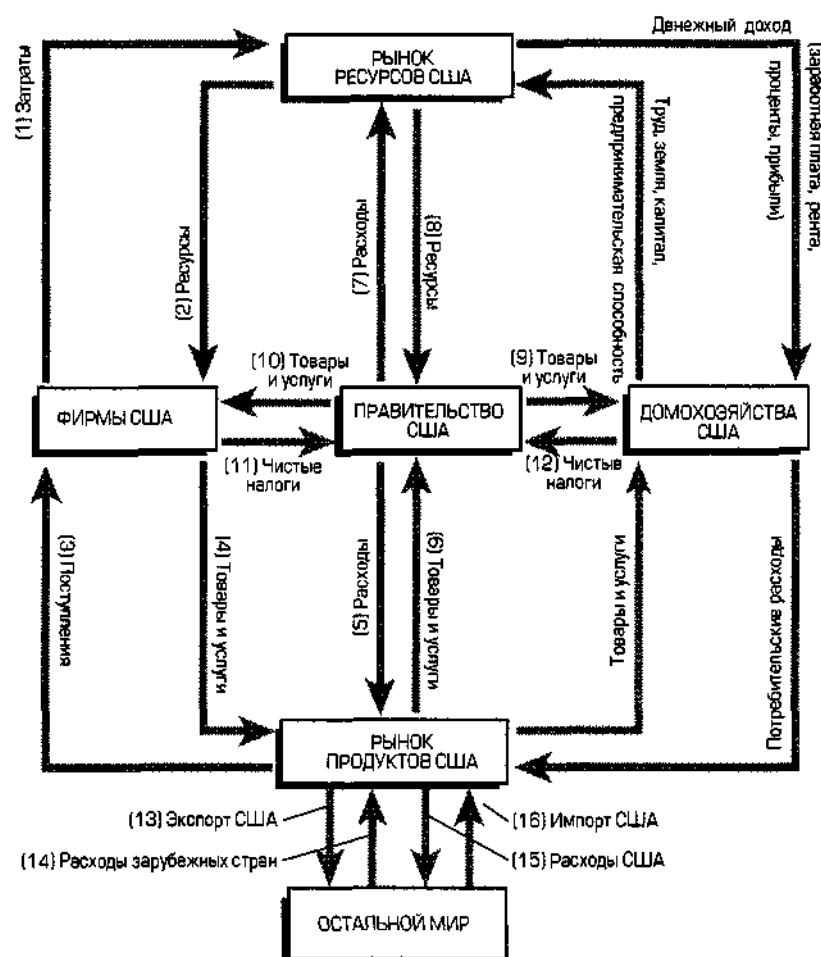 Денежный доход
РЫНОК
РЕСУРСОВ США
(заработная плата, рента,
проценты, прибыли)
(1) Затраты
Труд, земля, капитал,
предпринимательская способность
(2) Ресурсы
(7) Расходы
(8) Ресурсы
(10) Товары
и услуги
(9) Товары
и услуги
ФИРМЫ США
ПРАВИТЕЛЬСТВО
США
ДОМОХОЗЯЙСТВА
США
(11) Чистые
налоги
(12) Чистые
налоги
(3) Поступления
(4) Товары и услуги
(5) Расходы
(6) Товары и услуги
Товары и услуги
Потребительские расходы
РЫНОК
ПРОДУКТОВ США
(13) Экспорт США
(16) Импорт США
(14) Расходы зарубежных стран
(15) Расходы США
ОСТАЛЬНОЙ МИР